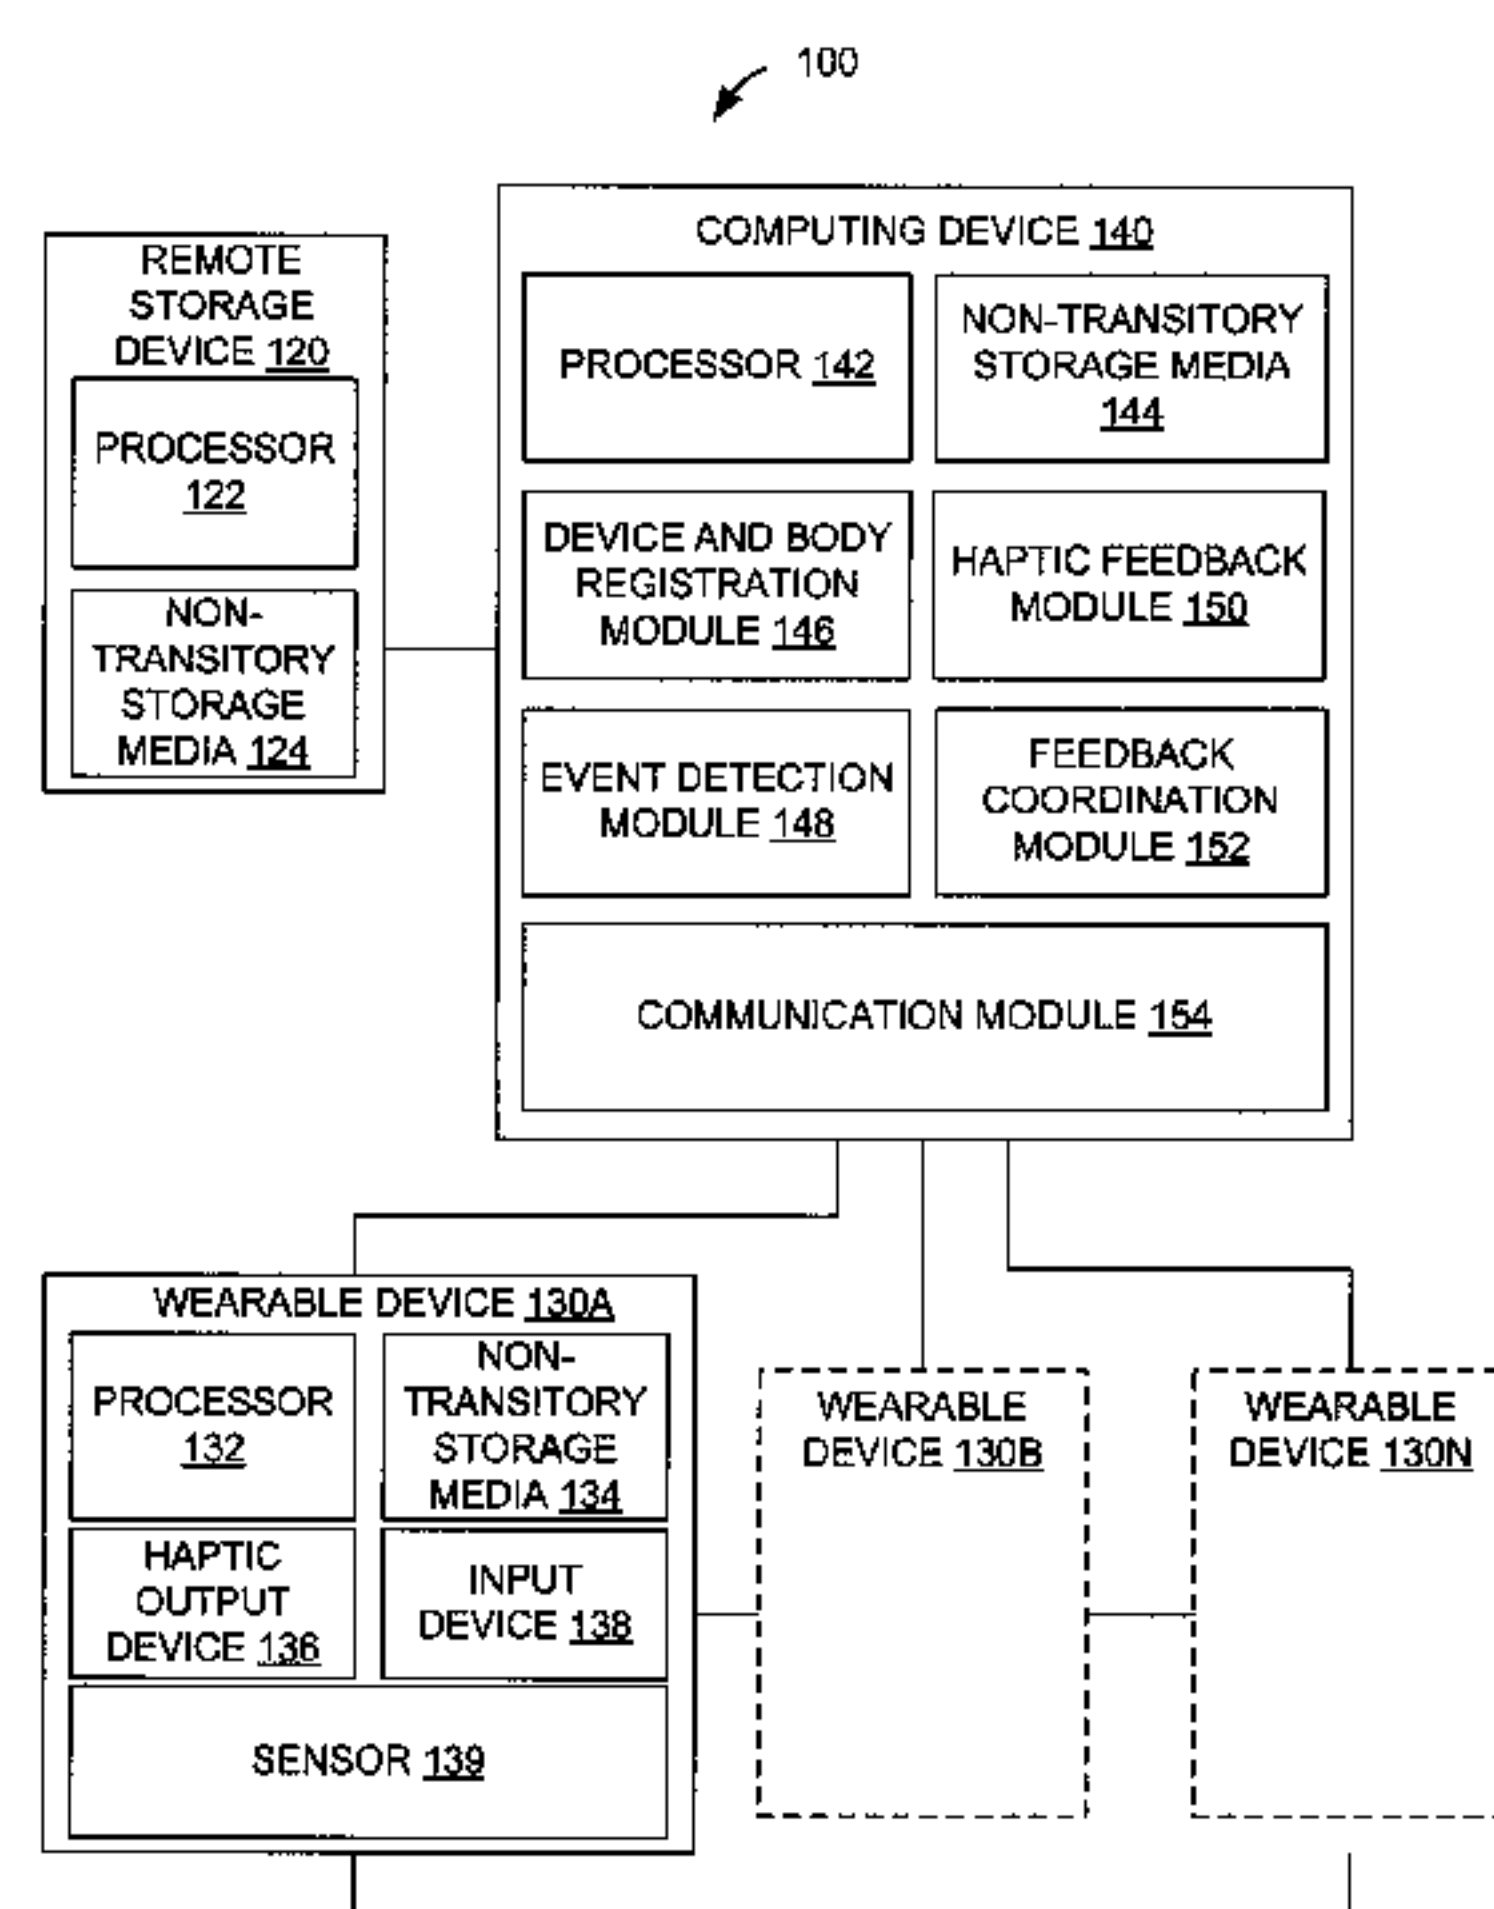 100
REMOTE
STORAGE
DEVICE 120
PROCESSOR
122
NON-
TRANSITORY
STORAGE
MEDIA 124
COMPUTING DEVICE 140
PROCESSOR 142
NON-TRANSITORY
STORAGE MEDIA
144
DEVICE AND BODY
REGISTRATION
MODULE 146
HAPTIC FEEDBACK
MODULE 150
EVENT DETECTION
MODULE 148
FEEDBACK
COORDINATION
MODULE 152
COMMUNICATION MODULE 154
WEARABLE DEVICE 130A
PROCESSOR
132
NON-
TRANSITORY
STORAGE
MEDIA 134
HAPTIC
OUTPUT
DEVICE 136
INPUT
DEVICE 138
SENSOR 139
WEARABLE
DEVICE 130B
WEARABLE
DEVICE 130N